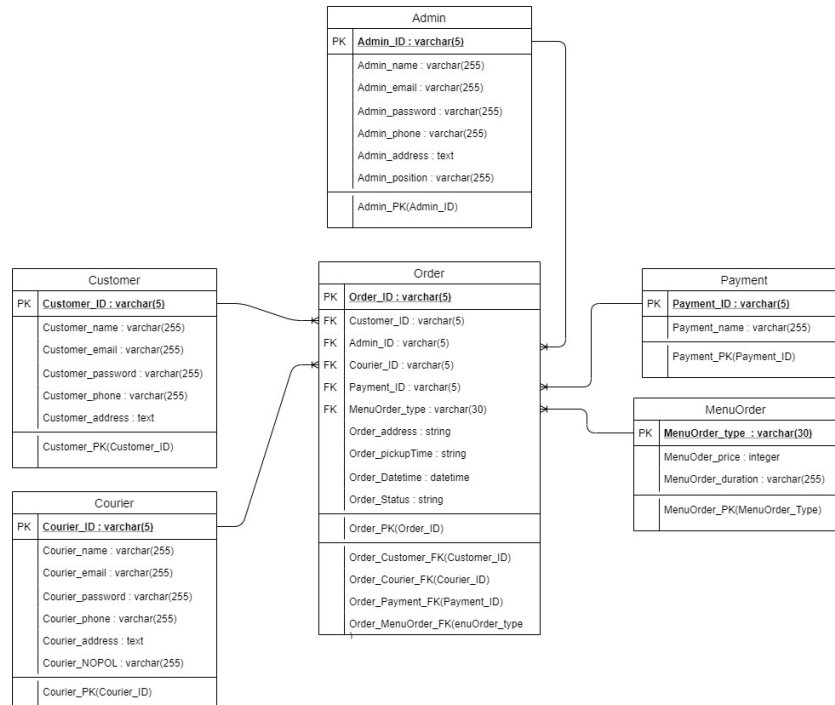 Admin
PK Admin_ID : varchar(5)
Admin_name : varchar(255)
Admin_email : varchar(255)
Admin_password : varchar(255)
Admin_phone : varchar(255)
Admin_address : text
Admin_position : varchar(255)
Admin_PK(Admin_ID)
Customer
PK Customer_ID : varchar(5)
Customer_name : varchar(255)
Customer_email : varchar(255)
Customer_password : varchar(255)
Customer_phone : varchar(255)
Customer_address : text
Customer_PK(Customer_ID)
Order
PK Order_ID : varchar(5)
FK Customer_ID : varchar(5)
FK Admin_ID : varchar(5)
FK Courier_ID : varchar(5)
FK Payment_ID : varchar(5)
FK MenuOrder_type : varchar(30)
Order_address : string
Order_pickupTime : string
Order_Datetime : datetime
Order_Status : string
Order_PK(Order_ID)
Order_Customer_FK(Customer_ID)
Order_Courier_FK(Courier_ID)
Order_Payment_FK(Payment_ID)
Order_MenuOrder_FK(enuOrder_type
)
Payment
PK Payment_ID : varchar(5)
Payment_name : varchar(255)
Payment_PK(Payment_ID)
MenuOrder
PK MenuOrder_type : varchar(30)
MenuOder_price : integer
MenuOrder_duration : varchar(255)
MenuOrder_PK(MenuOrder_Type)
Courier
PK Courier_ID : varchar(5)
Courier_name : varchar(255)
Courier_email : varchar(255)
Courier_password : varchar(255)
Courier_phone : varchar(255)
Courier_address : text
Courier_NOPOL : varchar(255)
Courier_PK(Courier_ID)